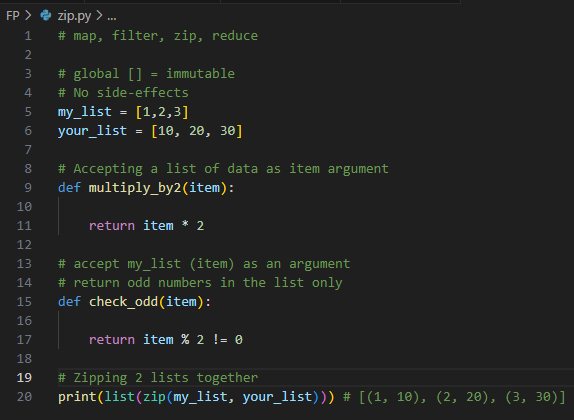 FP > zip.py > ...
1 # map, filter, zip, reduce
2
3 # global [] = immutable
4 # No side-effects
5 my_list = [1,2,3]
6 your_list = [10, 20, 30]
7
8 # Accepting a list of data as item argument
9 def multiply_by2(item):
10
11     return item * 2
12
13 # accept my_list (item) as an argument
14 # return odd numbers in the list only
15 def check_odd(item):
16
17     return item % 2 != 0
18
19 # Zipping 2 lists together
20 print(list(zip(my_list, your_list))) # [(1, 10), (2, 20), (3, 30)]